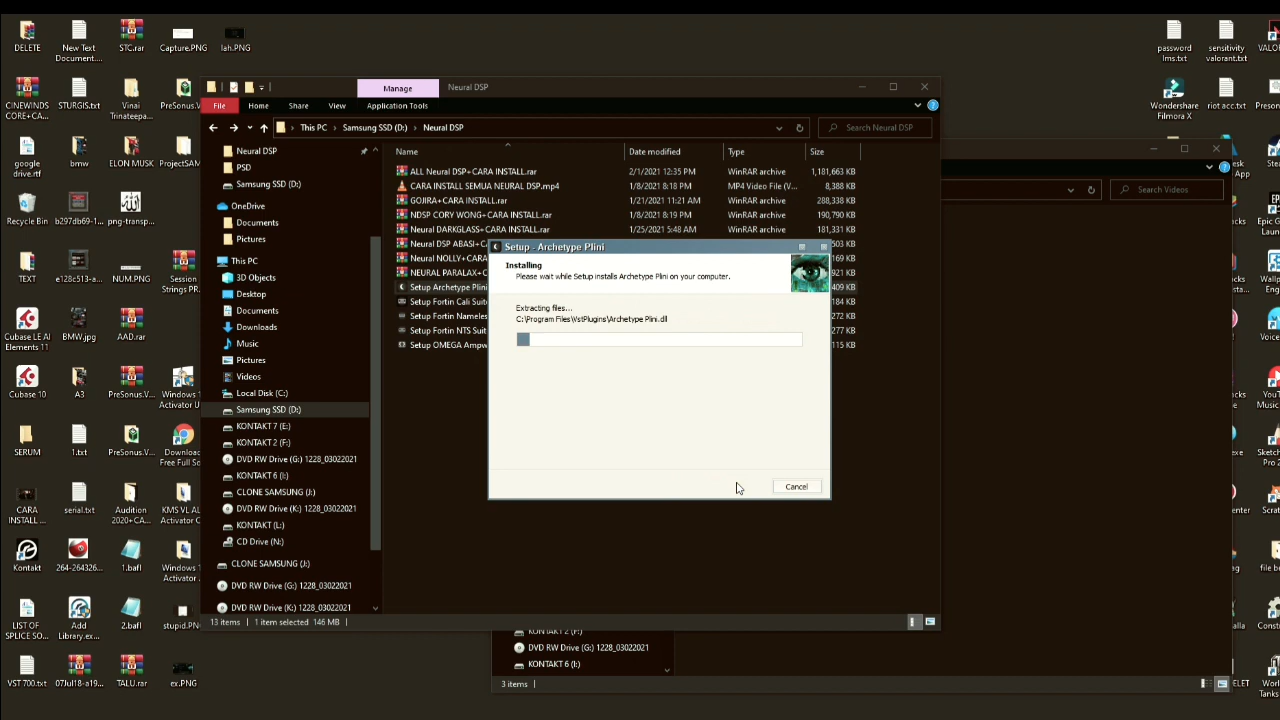 DELETE
New Text
Document....
STC.rar
Capture.PNG
lah.PNG
password
lms.txt
sensitivity
valorant.txt
CINEWINDS
CORE+CA...
STURGIS.txt
Vinai
Trinateepa...
PreSonus.V
Wondershare
Filmora X
riot acc.txt
google
drive.rtf
bmw
ELON MUSK
ProjectSAM
Recycle Bin
b297db69-1...
png-transp...
TEXT
e128c513-a...
NUM.PNG
Session
Strings PR...
Cubase LE AI
Elements 11
BMW.jpg
AAD.rar
Cubase 10
A3
PreSonus.V...
Windows 1
Activator U
SERUM
1.txt
PreSonus.V...
Download
Free Full So
CARA
INSTALL ...
serial.txt
Audition
2020+CA...
KMS VL AL
Activator C
Kontakt
264-264326...
1.bafl
Windows 1
Activator
LIST OF
SPLICE SO...
Add
Library.ex...
2.bafl
stupid.PNG
VST 700.txt
07Jul18-a19...
TALU.rar
ex.PNG
Manage
Neural DSP
File
Home
Share
View
Application Tools
This PC
Samsung SSD (D:)
Neural DSP
Search Neural DSP
Search Videos
Neural DSP
PSD
Samsung SSD (D:)
OneDrive
Documents
Pictures
This PC
3D Objects
Desktop
Documents
Downloads
Music
Pictures
Videos
Local Disk (C:)
Samsung SSD (D:)
KONTAKT 7 (E:)
KONTAKT 2 (F:)
DVD RW Drive (G:) 1228_03022021
KONTAKT 6 (I:)
CLONE SAMSUNG (J:)
DVD RW Drive (K:) 1228_03022021
KONTAKT (L:)
CD Drive (N:)
CLONE SAMSUNG (J:)
DVD RW Drive (G:) 1228_03022021
DVD RW Drive (K:) 1228_03022021
Name Date modified Type Size
ALL Neural DSP+CARA INSTALL.rar 2/1/2021 12:35 PM WinRAR archive 1,181,663 KB
CARA INSTALL SEMUA NEURAL DSP.mp4 1/8/2021 8:18 PM MP4 Video File (V... 8,388 KB
GOJIRA+CARA INSTALL.rar 1/21/2021 11:21 AM WinRAR archive 288,338 KB
NDSP CORY WONG+CARA INSTALL.rar 1/8/2021 8:19 PM WinRAR archive 190,790 KB
Neural DARKGLASS+CARA INSTALL.rar 1/25/2021 5:48 AM WinRAR archive 181,331 KB
Neural DSP ABASI+ 503 KB
Neural NOLLY+CAR 169 KB
NEURAL PARALAX+C 921 KB
Setup Archetype Plini 409 KB
Setup Fortin Cali Suite 184 KB
Setup Fortin Nameles 272 KB
Setup Fortin NTS Suit 277 KB
Setup OMEGA Ampw 115 KB
Setup - Archetype Plini
Installing
Please wait while Setup installs Archetype Plini on your computer.
Extracting files...
C:\Program Files\VstPlugins\Archetype Plini.dll
Cancel
13 items
1 item selected 146 MB
KONTAKT 2 (F:)
DVD RW Drive (G:) 1228_03022021
KONTAKT 6 (I:)
3 items